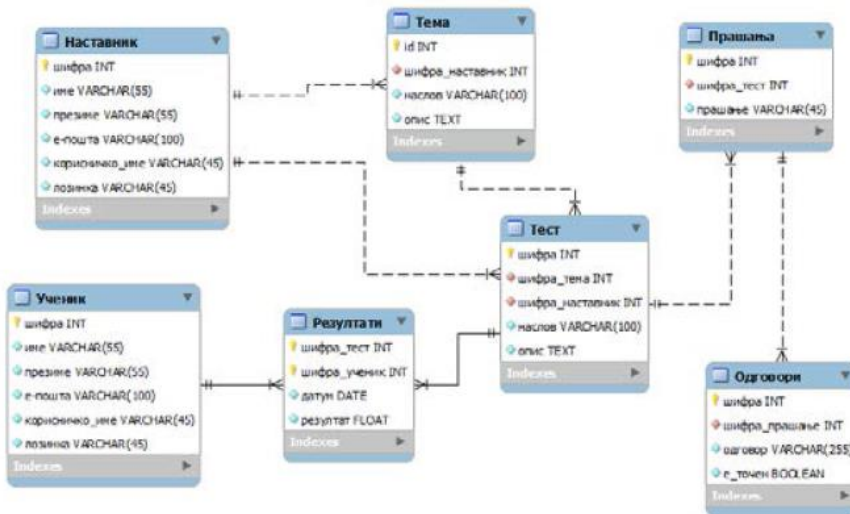 Наставник
шифра INT
име VARCHAR(55)
презиме VARCHAR(55)
е-пошта VARCHAR(100)
корисничко_име VARCHAR(45)
лозинка VARCHAR(45)
Indexes
Тема
id INT
шифра_наставник INT
наслов VARCHAR(100)
опис TEXT
Indexes
Прашања
шифра INT
шифра_тест INT
прашање VARCHAR(45)
Indexes
Тест
шифра INT
шифра_тема INT
шифра_наставник INT
наслов VARCHAR(100)
опис TEXT
Indexes
Ученик
шифра INT
име VARCHAR(55)
презиме VARCHAR(55)
е-пошта VARCHAR(100)
корисничко_име VARCHAR(45)
лозинка VARCHAR(45)
Indexes
Резултати
шифра_тест INT
шифра_ученик INT
датум DATE
резултат FLOAT
Indexes
Одговори
шифра INT
шифра_прашање INT
одговор VARCHAR(255)
е_точен BOOLEAN
Indexes